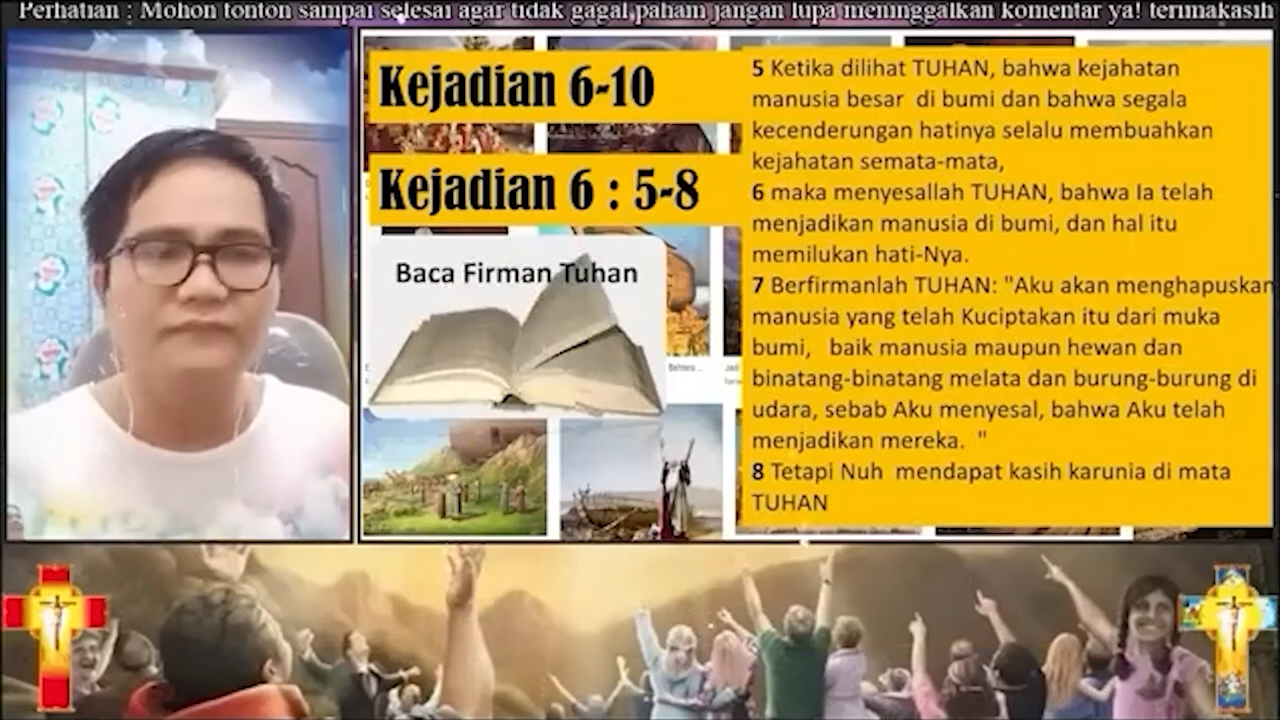 Perhatian : Mohon tonton sampai selesai agar tidak gagal paham jangan lupa meninggalkan komentar ya! terimakasih
Kejadian 6-10
Kejadian 6 : 5-8
Baca Firman Tuhan
5 Ketika dilihat TUHAN, bahwa kejahatan
manusia besar di bumi dan bahwa segala
kecenderungan hatinya selalu membuahkan
kejahatan semata-mata,
6 maka menyesallah TUHAN, bahwa Ia telah
menjadikan manusia di bumi, dan hal itu
memilukan hati-Nya.
7 Berfirmanlah TUHAN: "Aku akan menghapuskan
manusia yang telah Kuciptakan itu dari muka
bumi, baik manusia maupun hewan dan
binatang-binatang melata dan burung-burung di
udara, sebab Aku menyesal, bahwa Aku telah
menjadikan mereka. "
8 Tetapi Nuh mendapat kasih karunia di mata
TUHAN